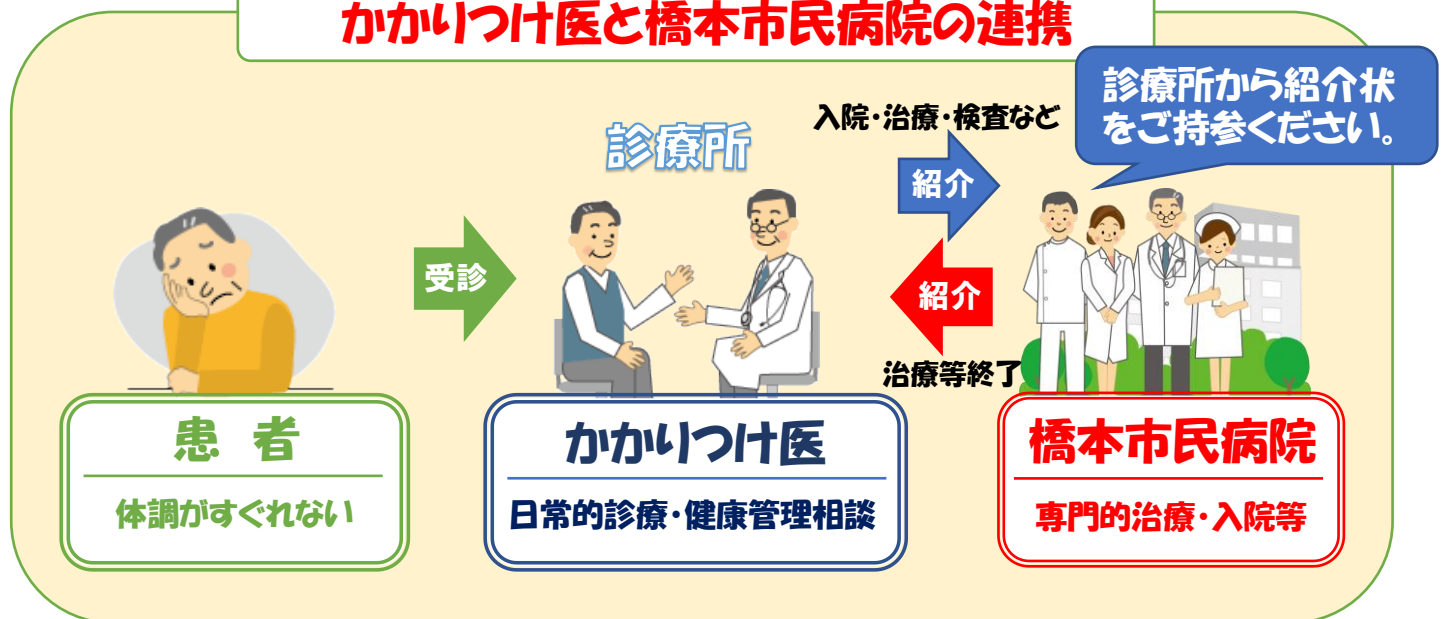 かかりつけ医と橋本市民病院の連携
診療所から紹介状
をご持参ください。
入院・治療・検査など
診療所
紹介
受診
紹介
治療等終了
患 者
体調がすぐれない
かかりつけ医
日常的診療・健康管理相談
橋本市民病院
専門的治療・入院等